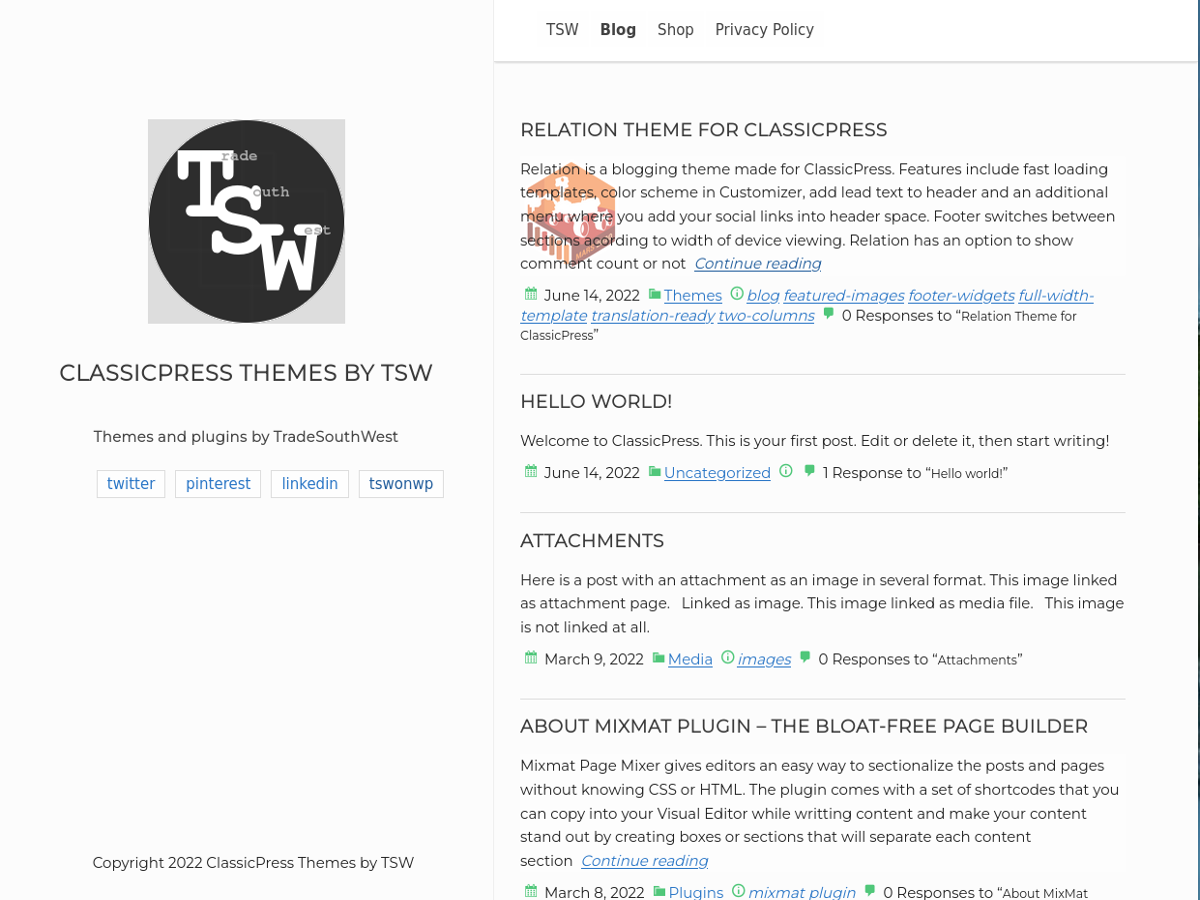 TSW Blog Shop Privacy Policy
Trade
South
West
CLASSICPRESS THEMES BY TSW
Themes and plugins by TradeSouthWest
twitter pinterest linkedin tswonwp
Copyright 2022 ClassicPress Themes by TSW
RELATION THEME FOR CLASSICPRESS
Relation is a blogging theme made for ClassicPress. Features include fast loading
templates, color scheme in Customizer, add lead text to header and an additional
menu where you add your social links into header space. Footer switches between
sections acording to width of device viewing. Relation has an option to show
comment count or not Continue reading
June 14, 2022 Themes blog featured-images footer-widgets full-width-
template translation-ready two-columns 0 Responses to “Relation Theme for
ClassicPress”
HELLO WORLD!
Welcome to ClassicPress. This is your first post. Edit or delete it, then start writing!
June 14, 2022 Uncategorized 1 Response to “Hello world!”
ATTACHMENTS
Here is a post with an attachment as an image in several format. This image linked
as attachment page. Linked as image. This image linked as media file. This image
is not linked at all.
March 9, 2022 Media images 0 Responses to “Attachments”
ABOUT MIXMAT PLUGIN – THE BLOAT-FREE PAGE BUILDER
Mixmat Page Mixer gives editors an easy way to sectionalize the posts and pages
without knowing CSS or HTML. The plugin comes with a set of shortcodes that you
can copy into your Visual Editor while writting content and make your content
stand out by creating boxes or sections that will separate each content
section Continue reading
March 8, 2022 Plugins mixmat plugin 0 Responses to “About MixMat